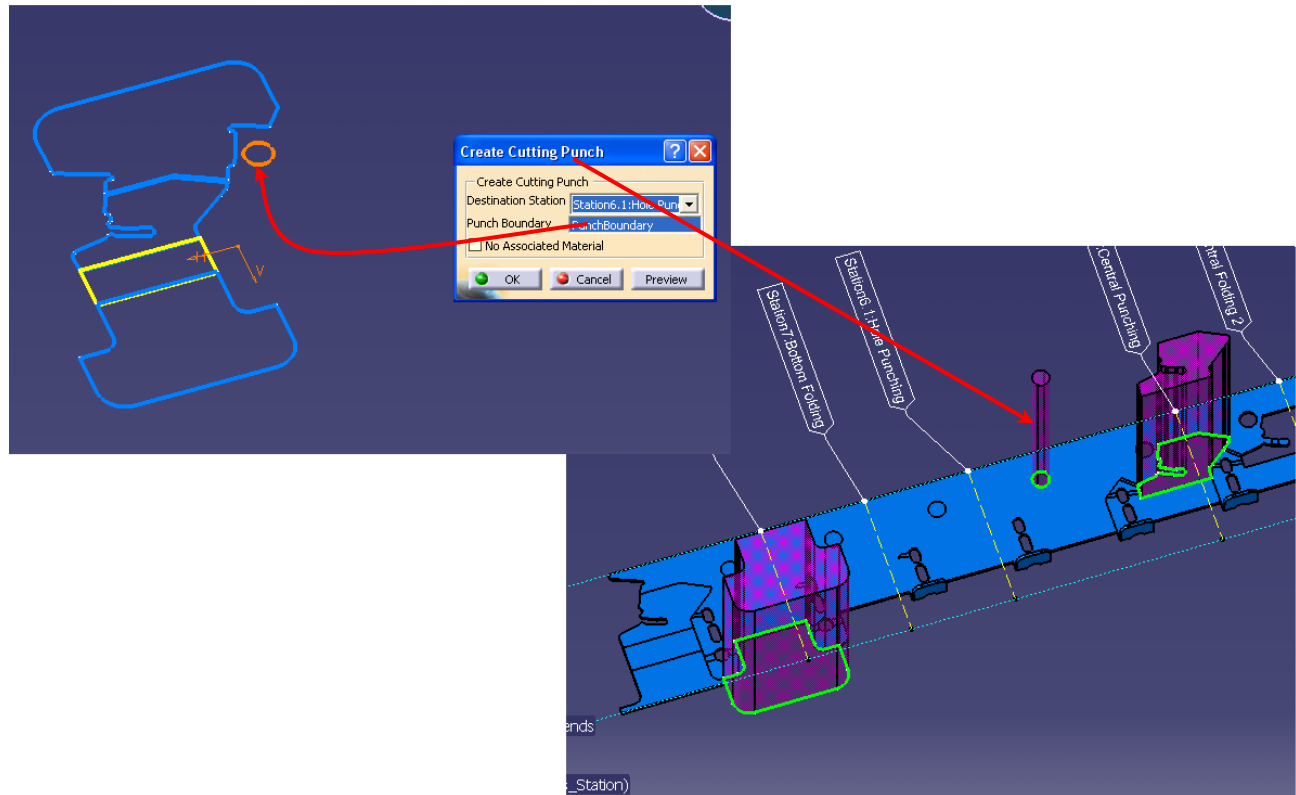 Create Cutting Punch
Create Cutting Punch
Destination Station Station6.1:Hole Pun
Punch Boundary PunchBoundary
No Associated Material
OK Cancel Preview
H
V
Station7:Bottom Folding
Station6.1:Hole Punching
:Central Punching
ntral Folding 2
ends
_Station)